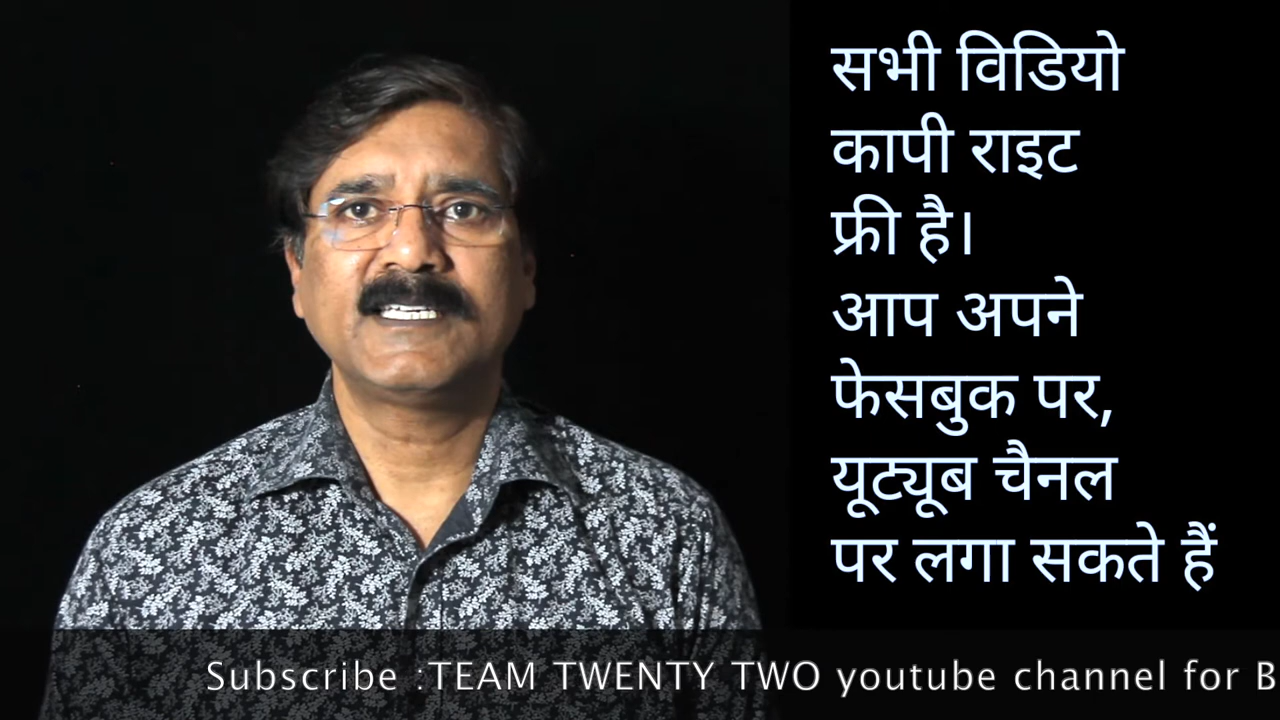 सभी विडियो
कापी राइट
फ्री है।
आप अपने
फेसबुक पर,
यूट्यूब चैनल
पर लगा सकते हैं
Subscribe :TEAM TWENTY TWO youtube channel for B